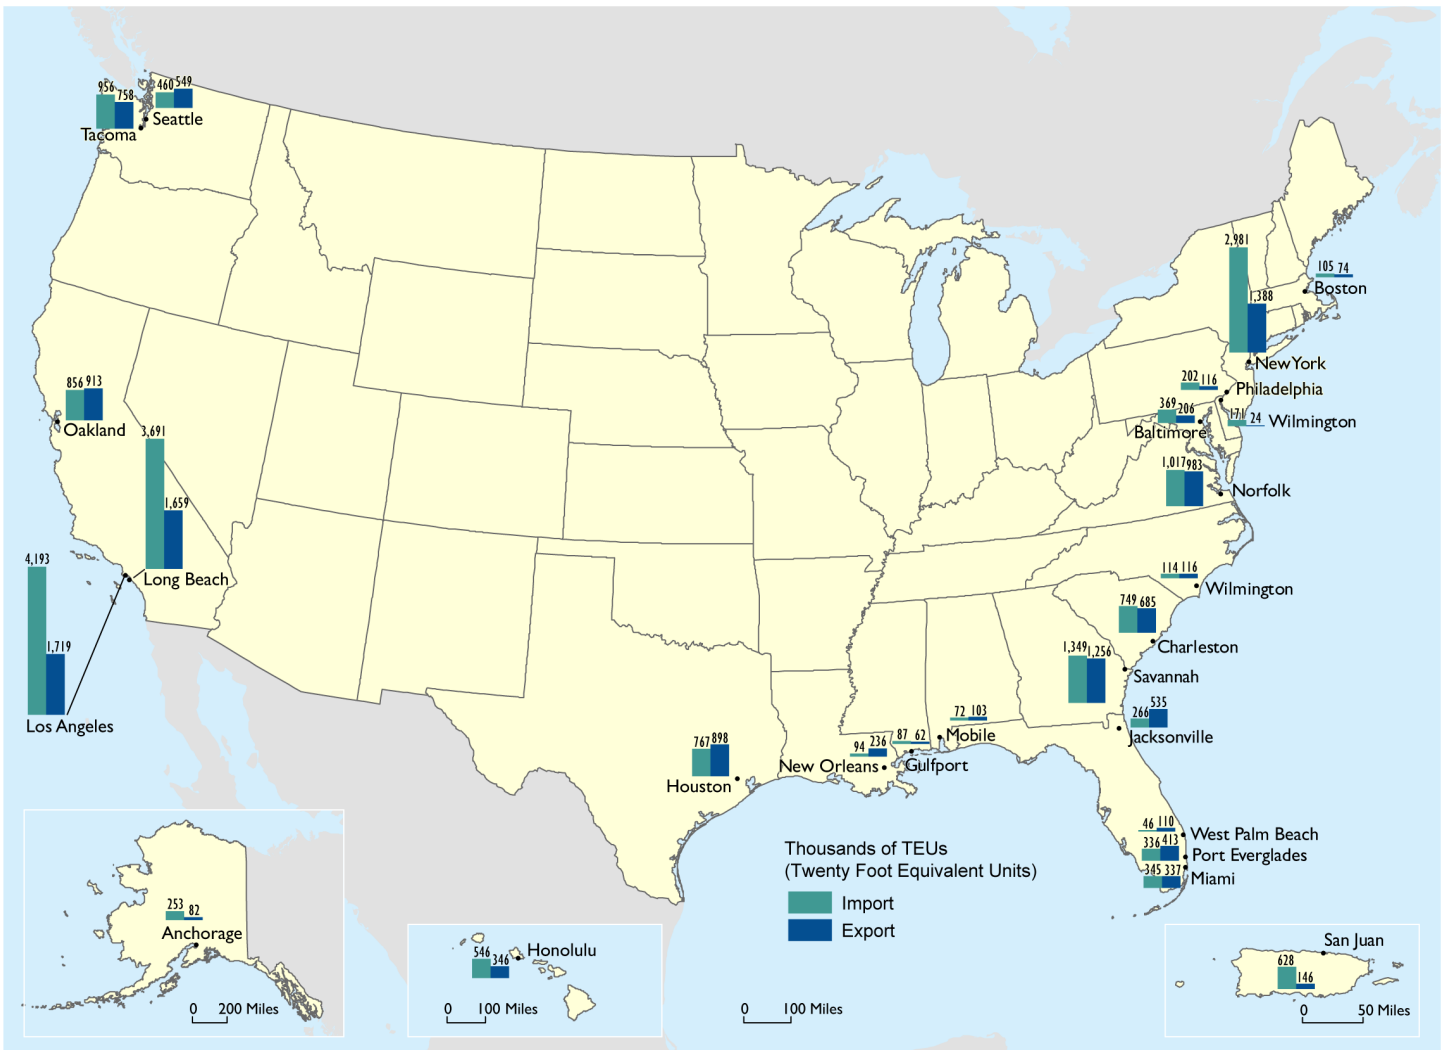 956
758
460
549
Seattle
Tacoma
2,981
1,388
New York
105 74
Boston
202 116
Philadelphia
369
206
Baltimore
171 24
Wilmington
856 913
Oakland
3,691
1,659
Long Beach
1,017 983
Norfolk
4,193
1,719
Los Angeles
114 116
Wilmington
749 685
Charleston
1,349 1,256
Savannah
266
535
Jacksonville
72 103
Mobile
87 62
Gulfport
94
236
New Orleans
767 898
Houston
46 110
West Palm Beach
336 413
Port Everglades
345 337
Miami
Thousands of TEUs
(Twenty Foot Equivalent Units)
Import
Export
253
82
Anchorage
0 200 Miles
546
346
Honolulu
0 100 Miles
0 100 Miles
San Juan
628
146
0 50 Miles